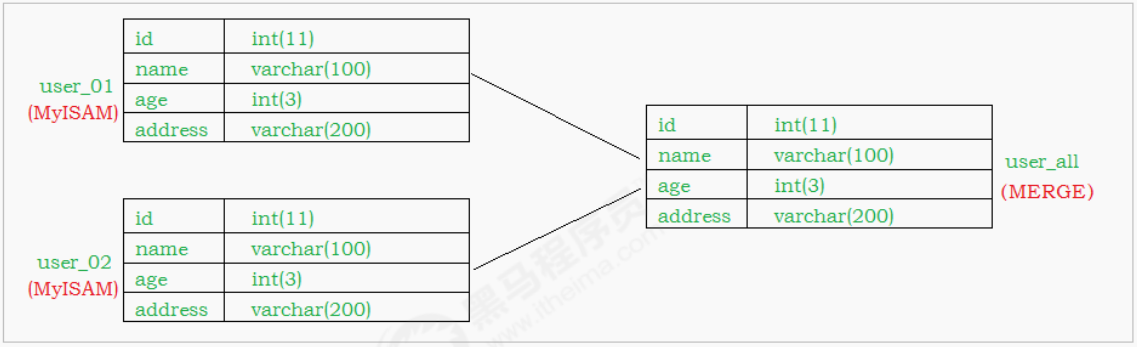 id int(11)
name varchar(100)
age int(3)
address varchar(200)
user_01
(MyISAM)
id int(11)
name varchar(100)
age int(3)
address varchar(200)
user_02
(MyISAM)
id int(11)
name varchar(100)
age int(3)
address varchar(200)
user_all
(MERGE)
黑马程序员
www.itheima.com